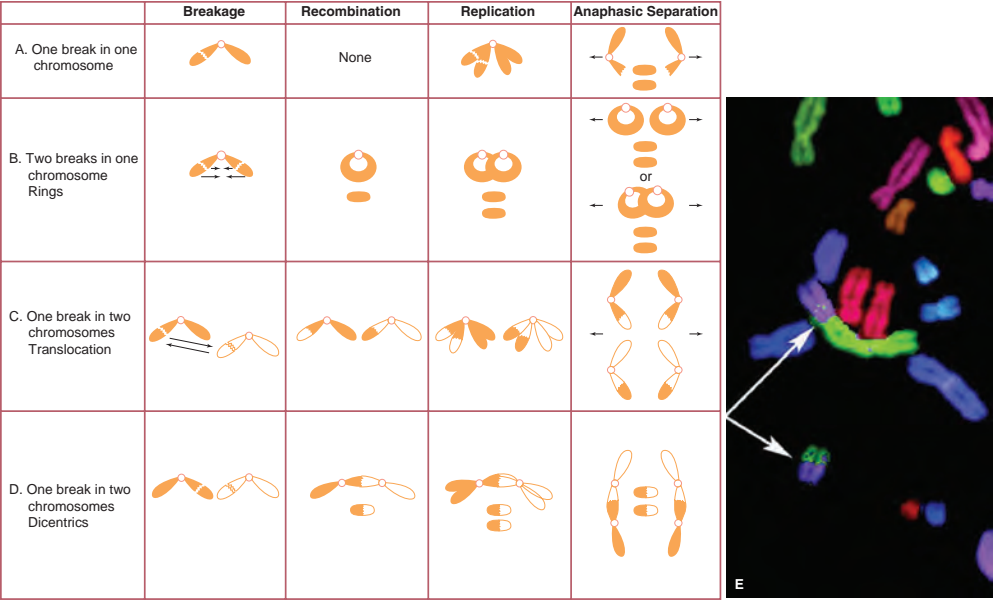 Breakage Recombination Replication Anaphasic Separation
A. One break in one
chromosome
None
B. Two breaks in one
chromosome
Rings
or
C. One break in two
chromosomes
Translocation
D. One break in two
chromosomes
Dicentrics
E